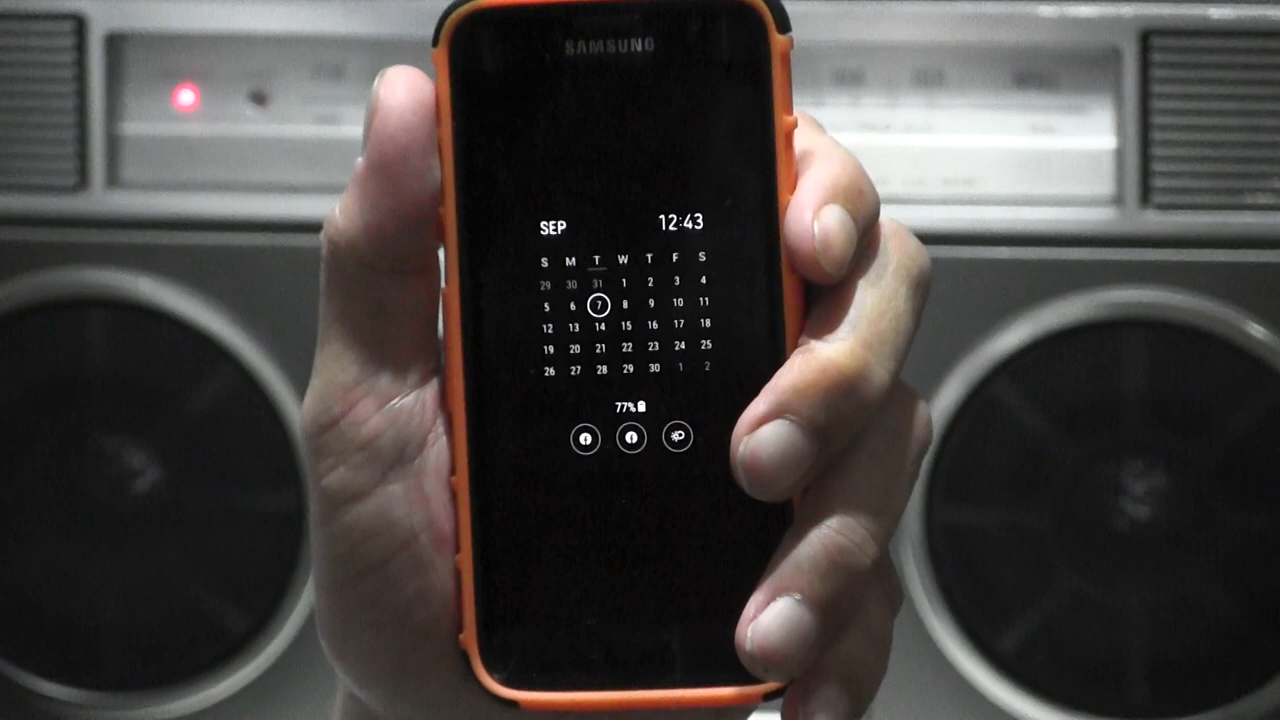 SAMSUNG
SEP 12:43
S M T W T F S
29 30 31 1 2 3 4
5 6 7 8 9 10 11
12 13 14 15 16 17 18
19 20 21 22 23 24 25
26 27 28 29 30 1 2
77%